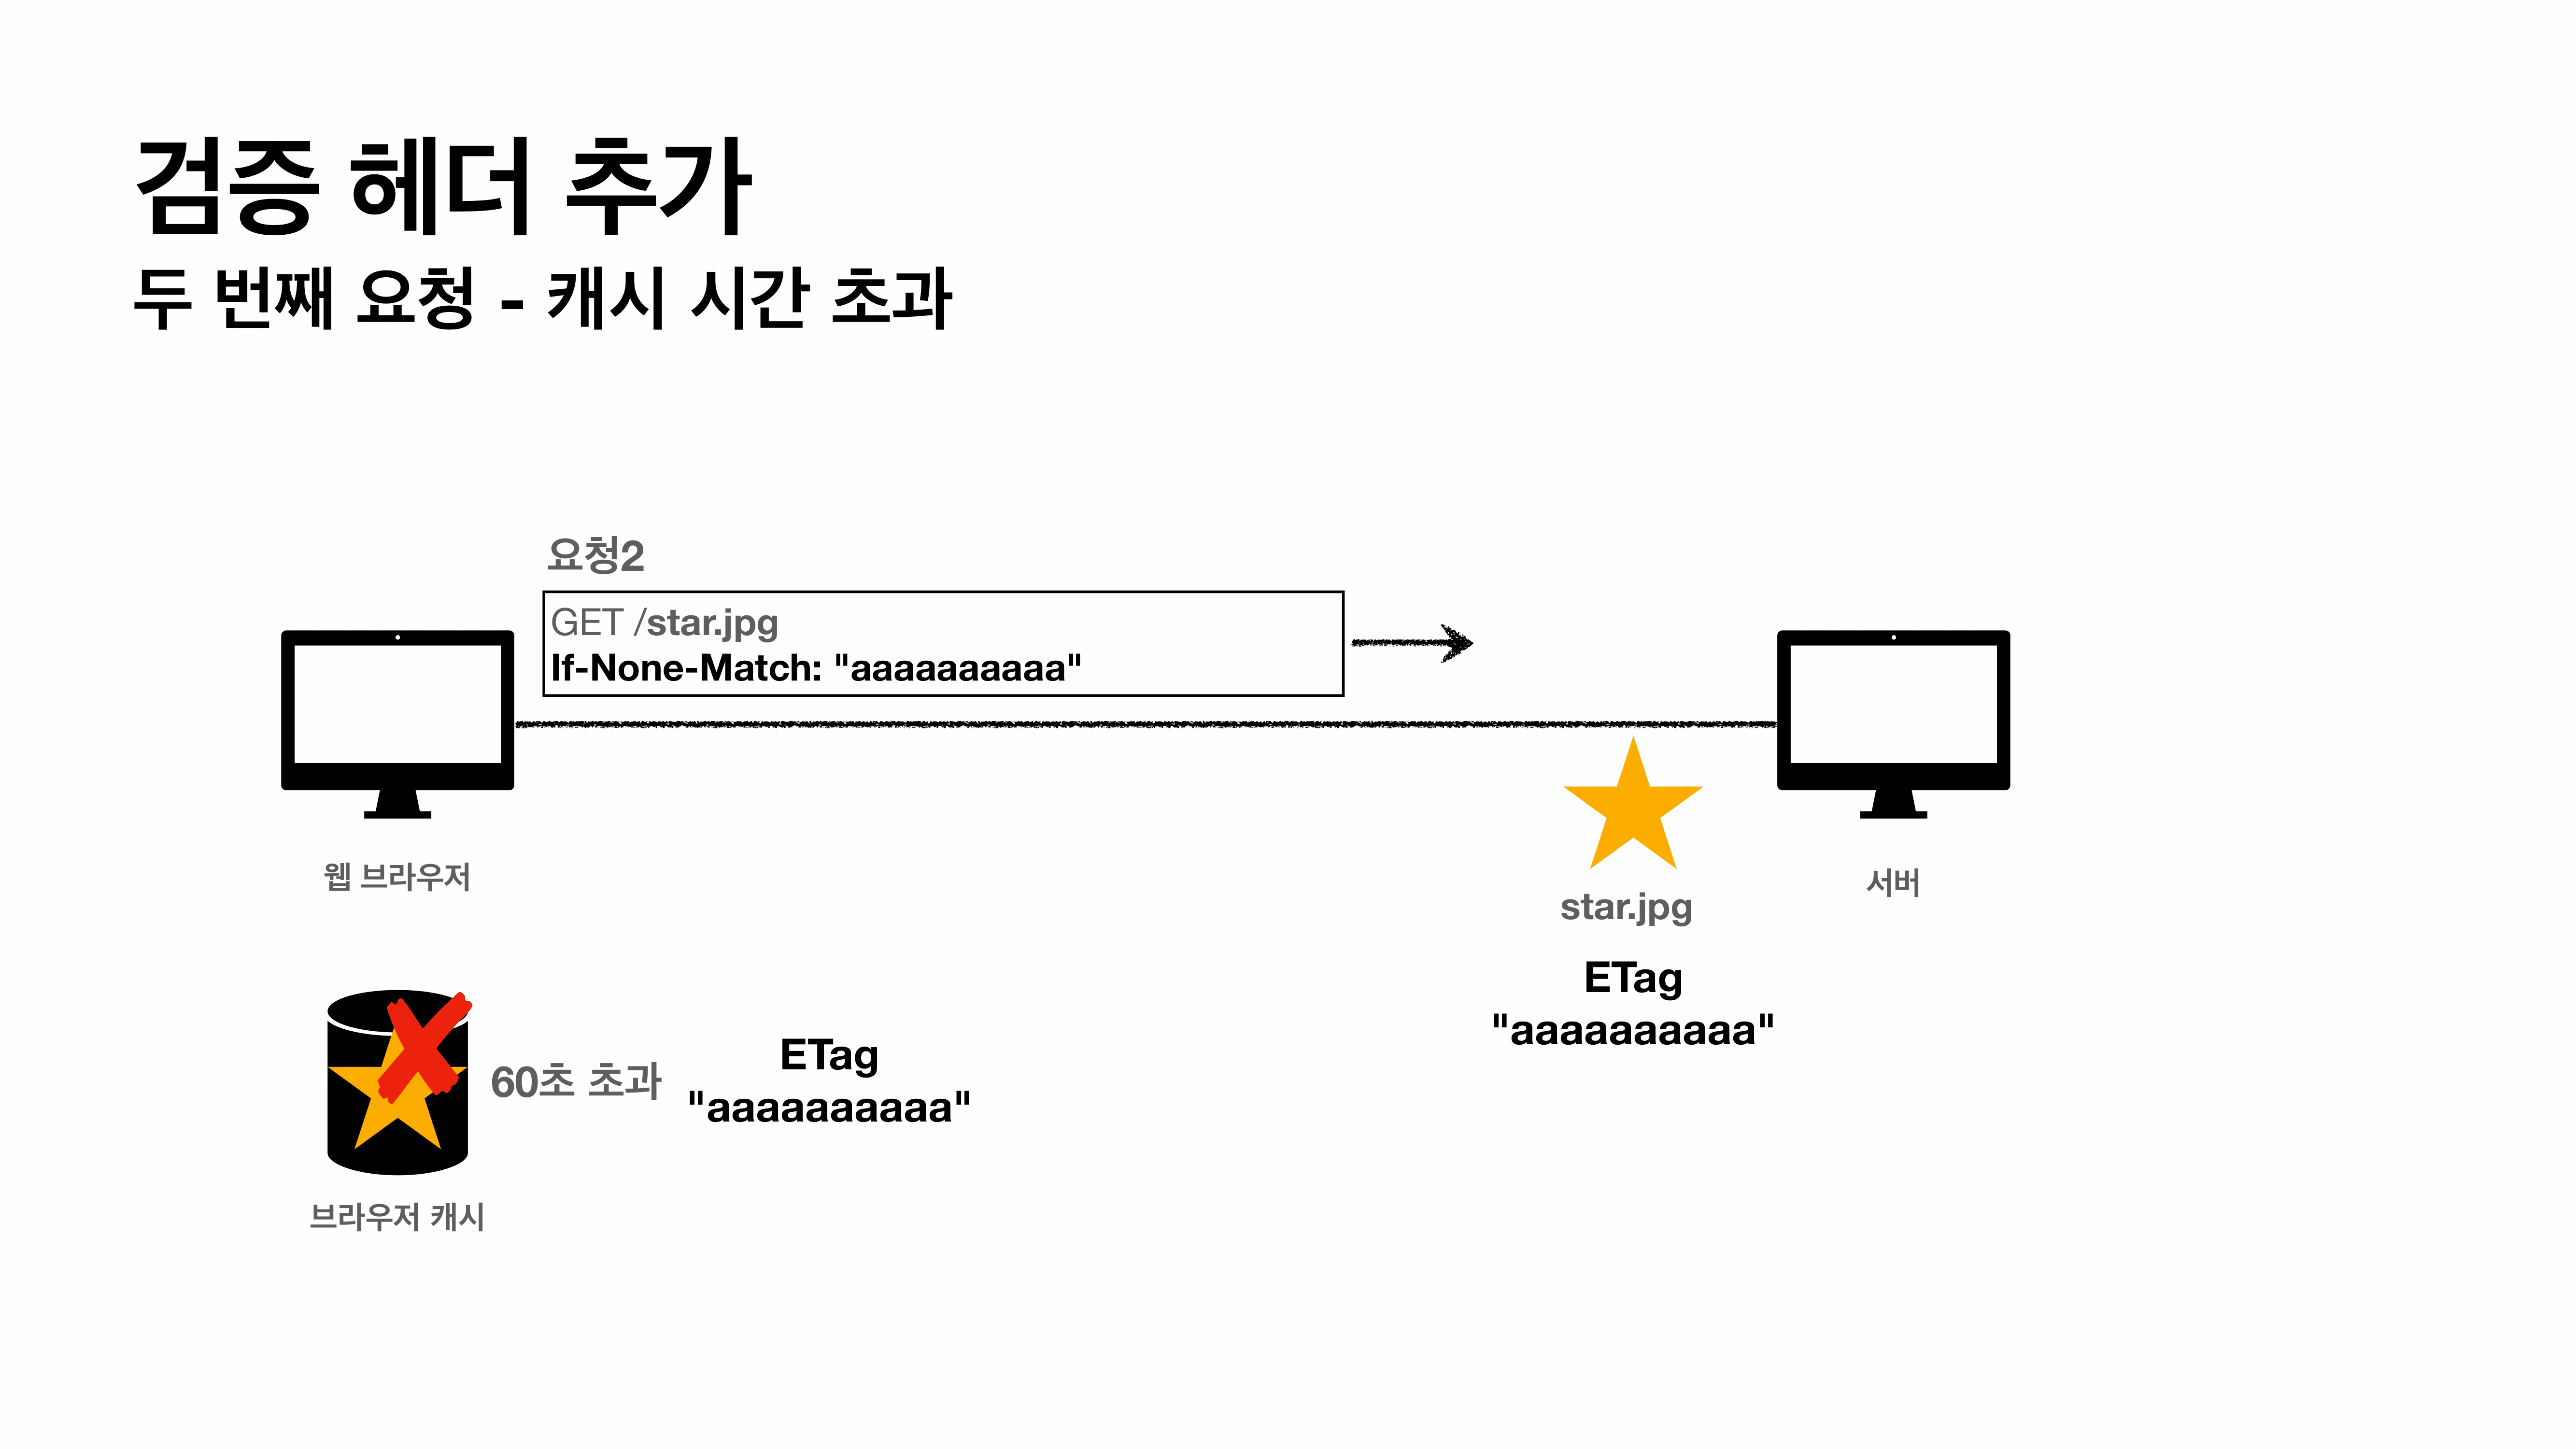 검증 헤더 추가
두 번째 요청 - 캐시 시간 초과
요청2
GET /star.jpg
If-None-Match: "aaaaaaaaaaa"
웹 브라우저
서버
star.jpg
ETag
"aaaaaaaaaa"
60초 초과
ETag
"aaaaaaaaaa"
브라우저 캐시